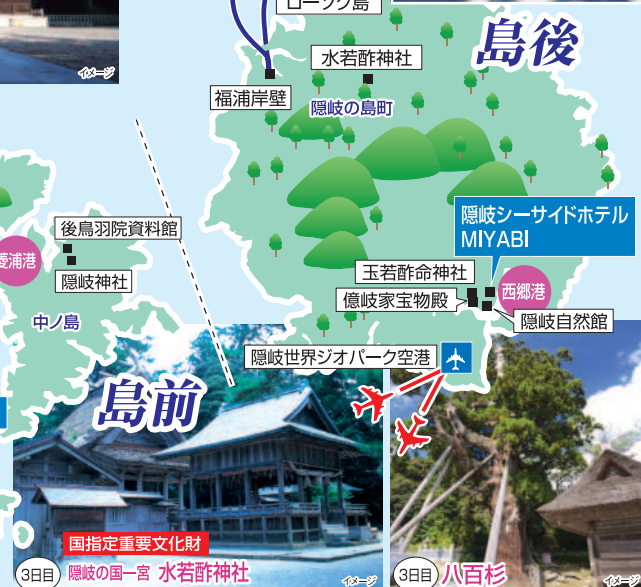 ローソク島
島後
イメージ
水若酢神社
福浦岸壁
隠岐の島町
隠岐シーサイドホテル
MIYABI
後鳥羽院資料館
菱浦港
隠岐神社
玉若酢命神社
西郷港
億岐家宝物殿
隠岐自然館
中ノ島
隠岐世界ジオパーク空港
島前
国指定重要文化財
3日目 隠岐の国一宮 水若酢神社
イメージ
3日目 八百杉
イメージ